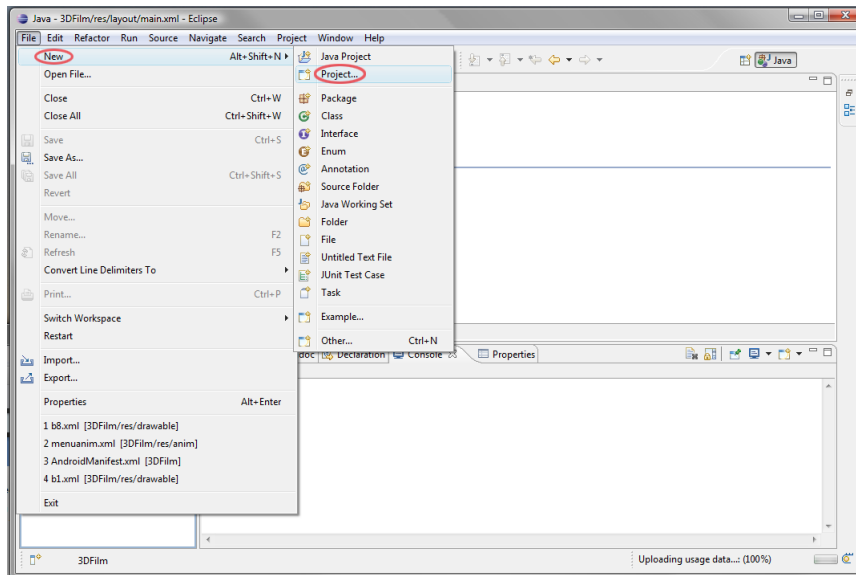 Java - 3DFilm/res/layout/main.xml - Eclipse
File Edit Refactor Run Source Navigate Search Project Window Help
New Alt+Shift+N
Open File...
Close Ctrl+W
Close All Ctrl+Shift+W
Save Ctrl+S
Save As...
Save All Ctrl+Shift+S
Revert
Move...
Rename... F2
Refresh F5
Convert Line Delimiters To
Print... Ctrl+P
Switch Workspace
Restart
Import...
Export...
Properties Alt+Enter
1 b8.xml [3DFilm/res/drawable]
2 menuanim.xml [3DFilm/res/anim]
3 AndroidManifest.xml [3DFilm]
4 b1.xml [3DFilm/res/drawable]
Exit
Java Project
Project...
Package
Class
Interface
Enum
Annotation
Source Folder
Java Working Set
Folder
File
Untitled Text File
JUnit Test Case
Task
Example...
Other... Ctrl+N
Java
doc Declaration Console Properties
3DFilm
Uploading usage data...: (100%)